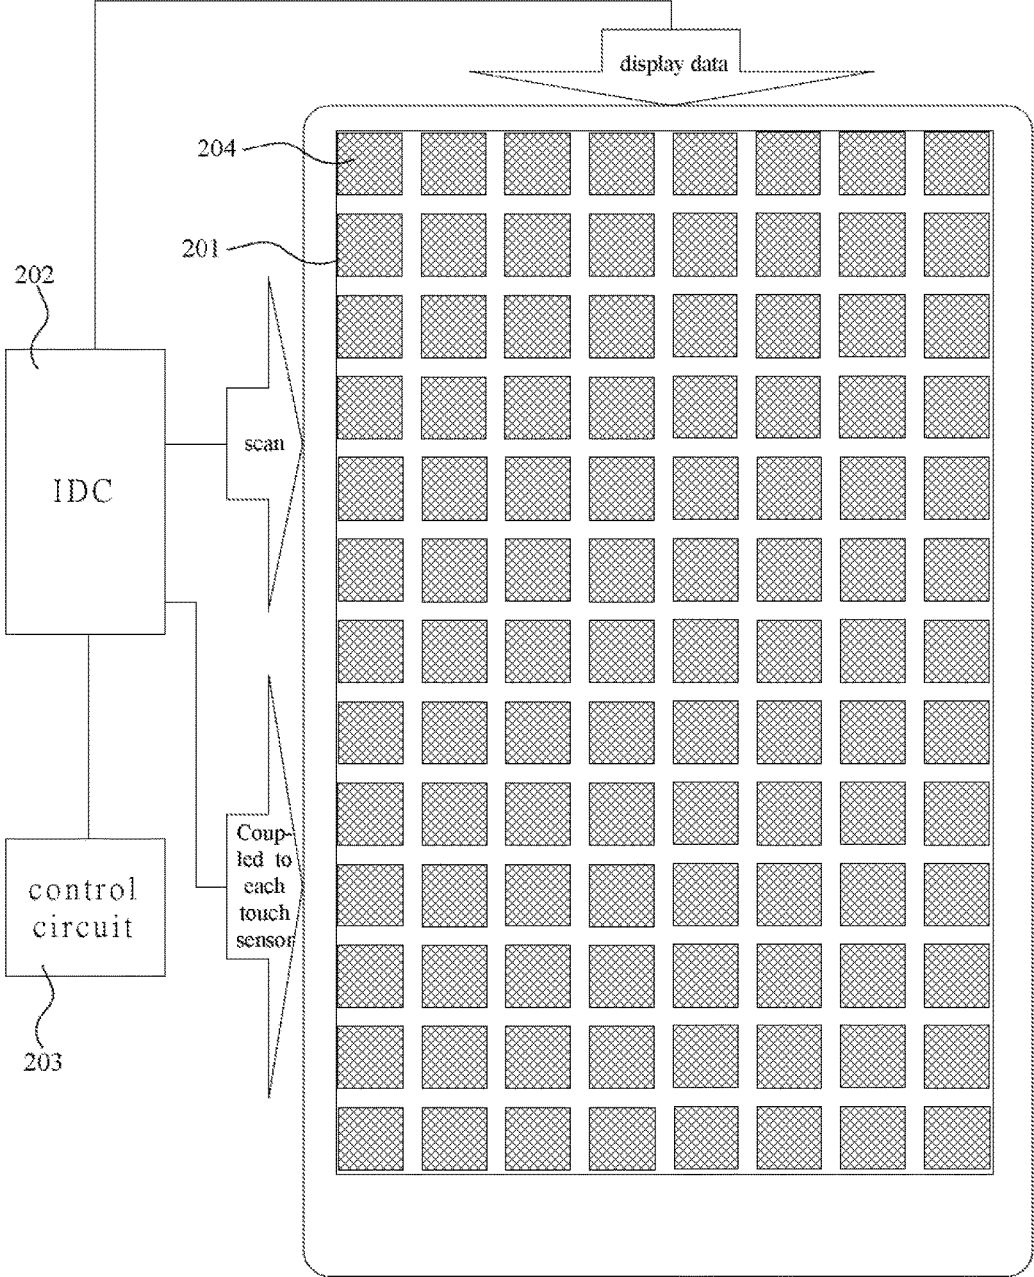 display data
204
201
202
scan
IDC
Coup-
led to
each
touch
sensor
control
circuit
203